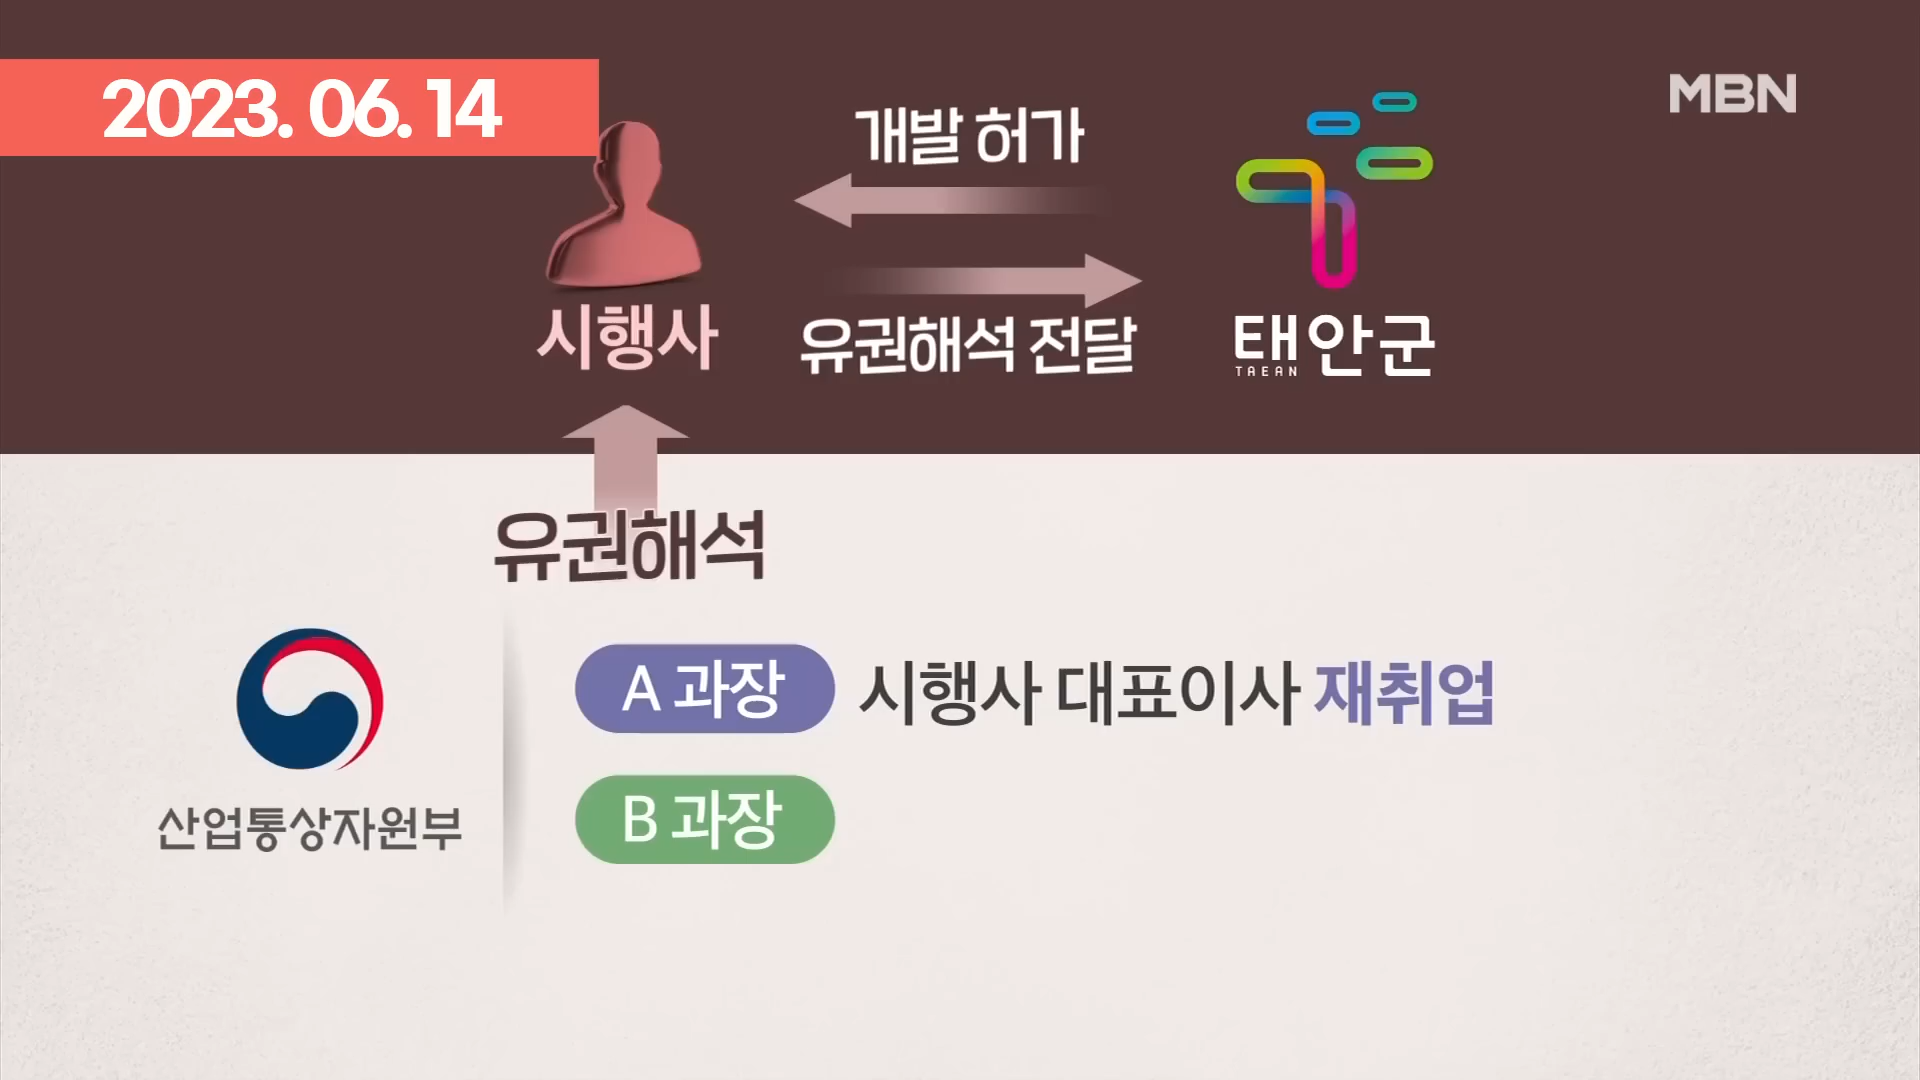 2023. 06. 14
MBN
개발 허가
시행사
유권해석 전달
태안군
TAEAN
유권해석
A 과장 시행사 대표이사 재취업
B 과장
산업통상자원부